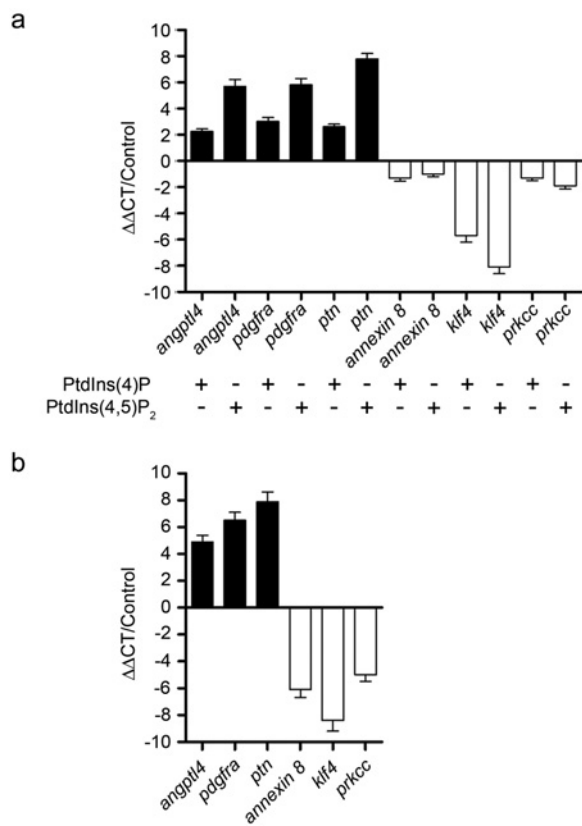 a
10
8
6
4
2
0
-2
-4
-6
-8
-10
ΔΔCT/Control
angptl4 angptl4 pdgfra pdgfra ptn ptn annexin 8 annexin 8 klf4 klf4 prkcc prkcc
PtdIns(4)P + - + - + - + - + - + -
PtdIns(4,5)P₂ - + - + - + - + - + - +
b
10
8
6
4
2
0
-2
-4
-6
-8
-10
ΔΔCT/Control
angptl4 pdgfra ptn annexin 8 klf4 prkcc